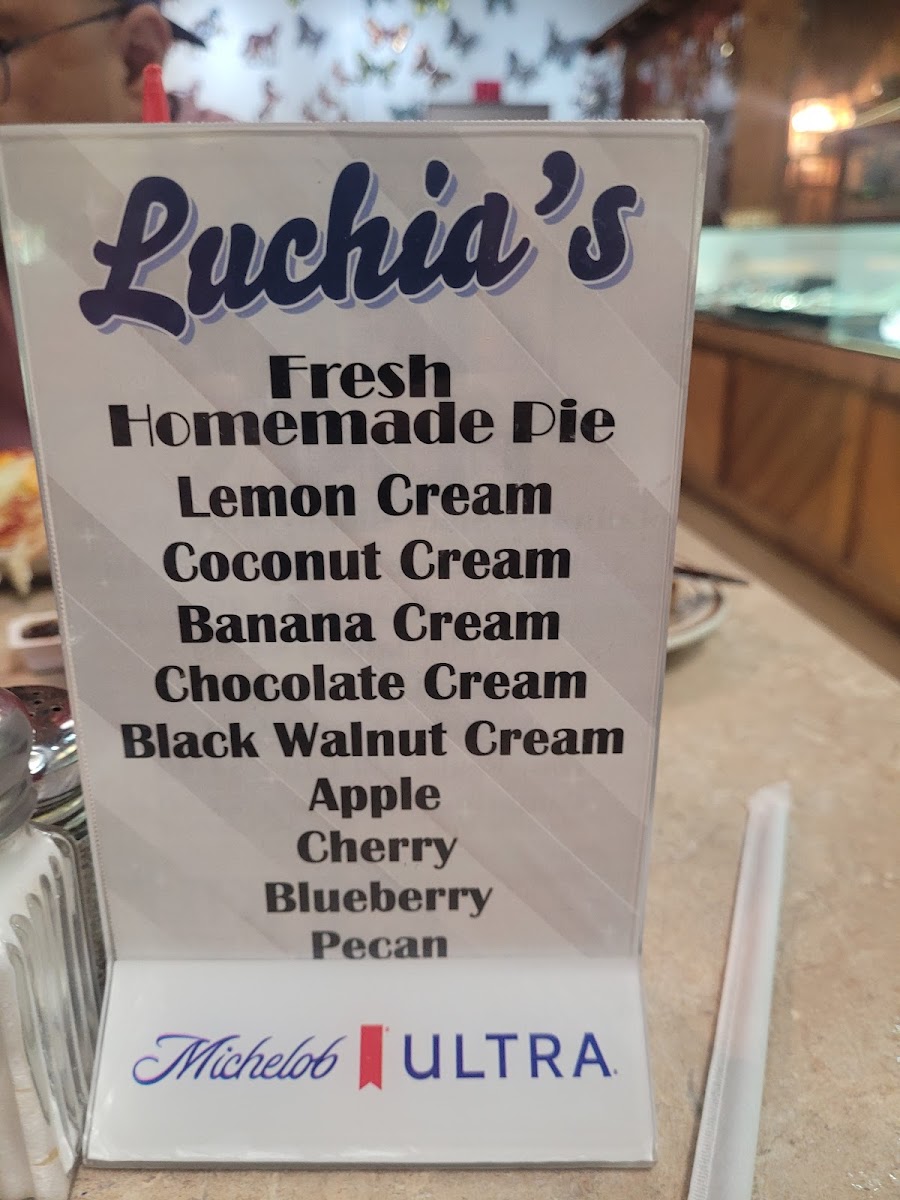 Luchia's
Fresh
Homemade Pie
Lemon Cream
Coconut Cream
Banana Cream
Chocolate Cream
Black Walnut Cream
Apple
Cherry
Blueberry
Pecan
Michelob ULTRA